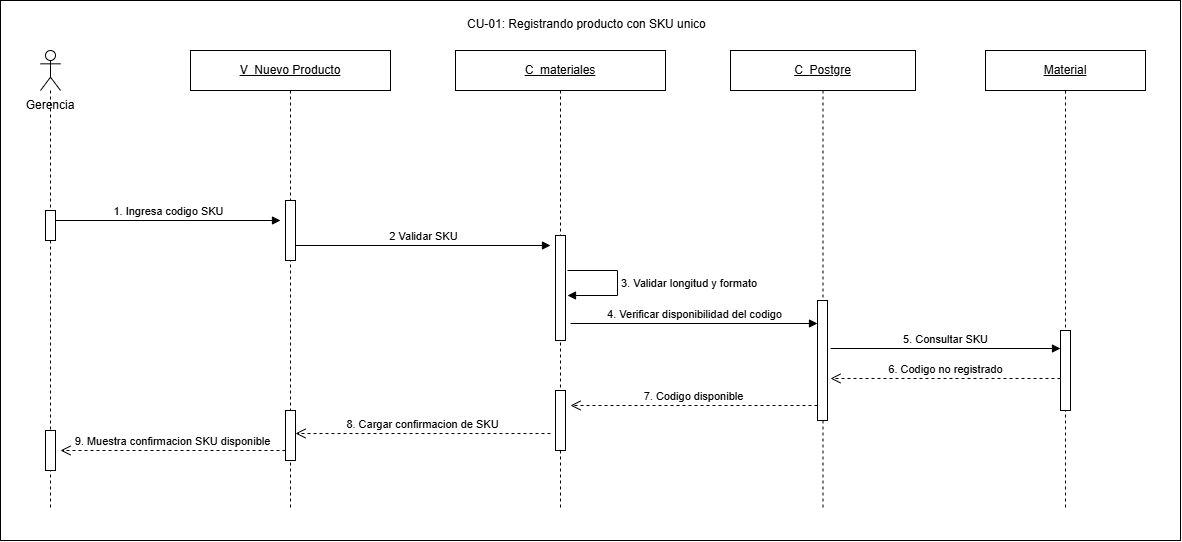 CU-01: Registrando producto con SKU unico
Gerencia
V_Nuevo Producto
C_materiales
C_Postgre
Material
1. Ingresa codigo SKU
2 Validar SKU
3. Validar longitud y formato
4. Verificar disponibilidad del codigo
5. Consultar SKU
6. Codigo no registrado
7. Codigo disponible
8. Cargar confirmacion de SKU
9. Muestra confirmacion SKU disponible